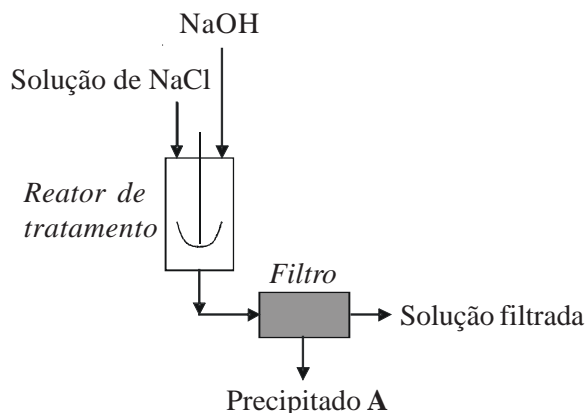 NaOH
Solução de NaCl
Reator de
tratamento
Filtro
Solução filtrada
Precipitado A